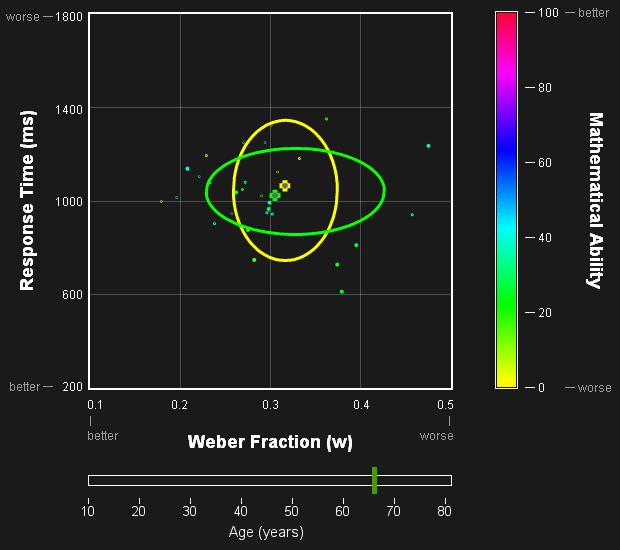 worse
1800
1400
1000
600
200
better
Response Time (ms)
0.1 0.2 0.3 0.4 0.5
better worse
Weber Fraction (w)
10 20 30 40 50 60 70 80
Age (years)
100 better
80
60
40
20
0 worse
Mathematical Ability